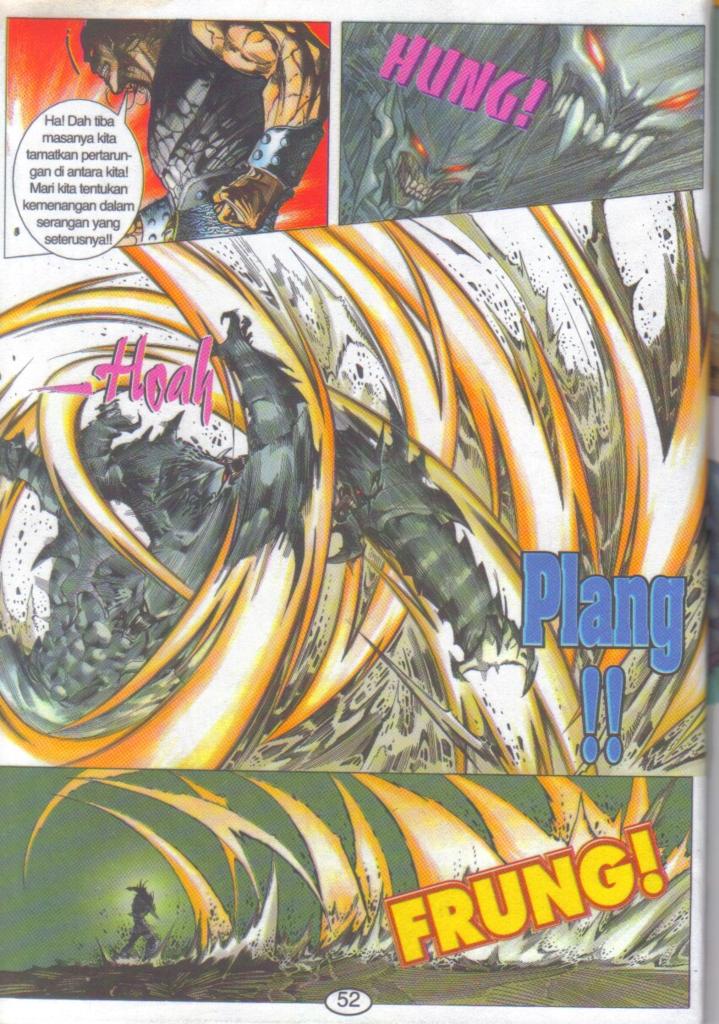 Ha! Dah tiba
masanya kita
tamatkan pertarun-
gan di antara kita!
Mari kita tentukan
kemenangan dalam
serangan yang
seterusnya!!
HUNG!
Hoah
Plang
!!
FRUNG!
52